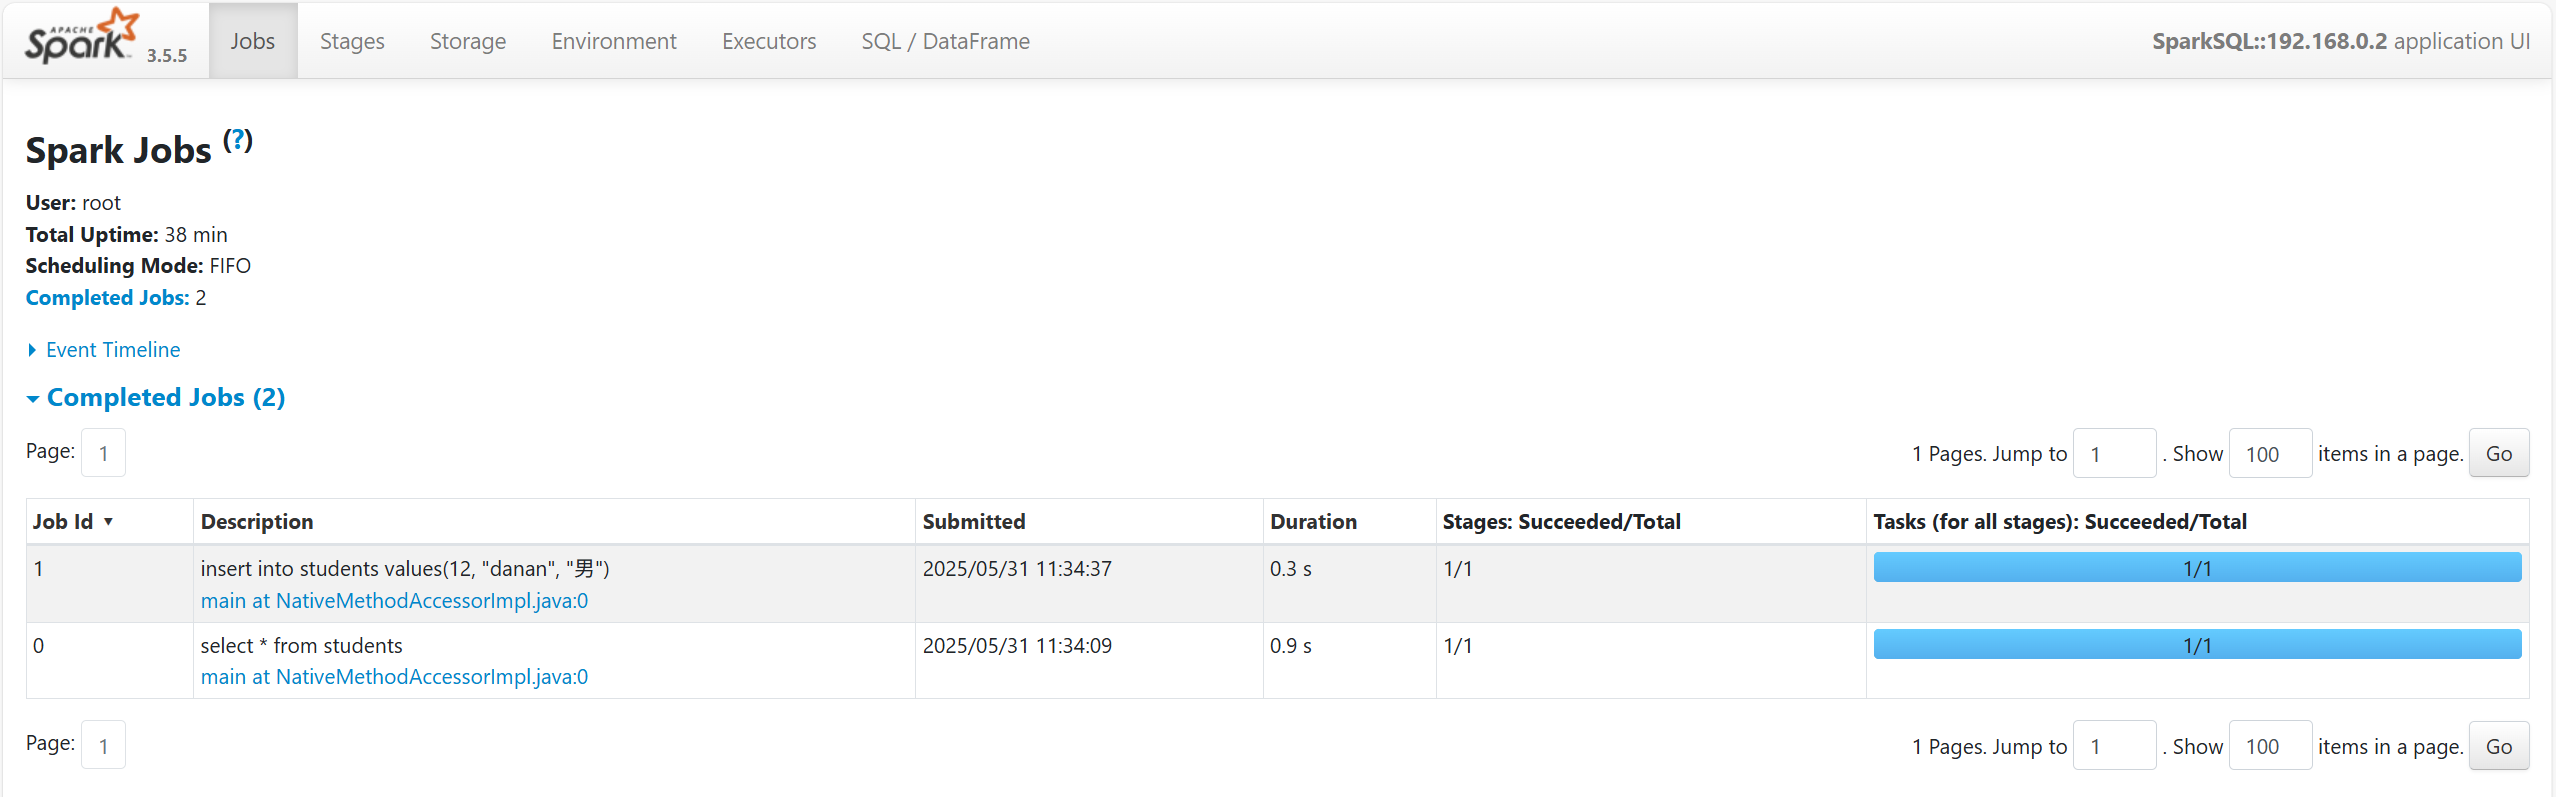 APACHE Spark 3.5.5 Jobs Stages Storage Environment Executors SQL / DataFrame SparkSQL::192.168.0.2 application UI
Spark Jobs (?)
User: root
Total Uptime: 38 min
Scheduling Mode: FIFO
Completed Jobs: 2
Event Timeline
Completed Jobs (2)
Page: 1 1 Pages. Jump to 1 . Show 100 items in a page. Go
Job Id ▾ Description Submitted Duration Stages: Succeeded/Total Tasks (for all stages): Succeeded/Total
1 insert into students values(12, "danan", "男") 2025/05/31 11:34:37 0.3 s 1/1 1/1
main at NativeMethodAccessorImpl.java:0
0 select * from students 2025/05/31 11:34:09 0.9 s 1/1 1/1
main at NativeMethodAccessorImpl.java:0
Page: 1 1 Pages. Jump to 1 . Show 100 items in a page. Go